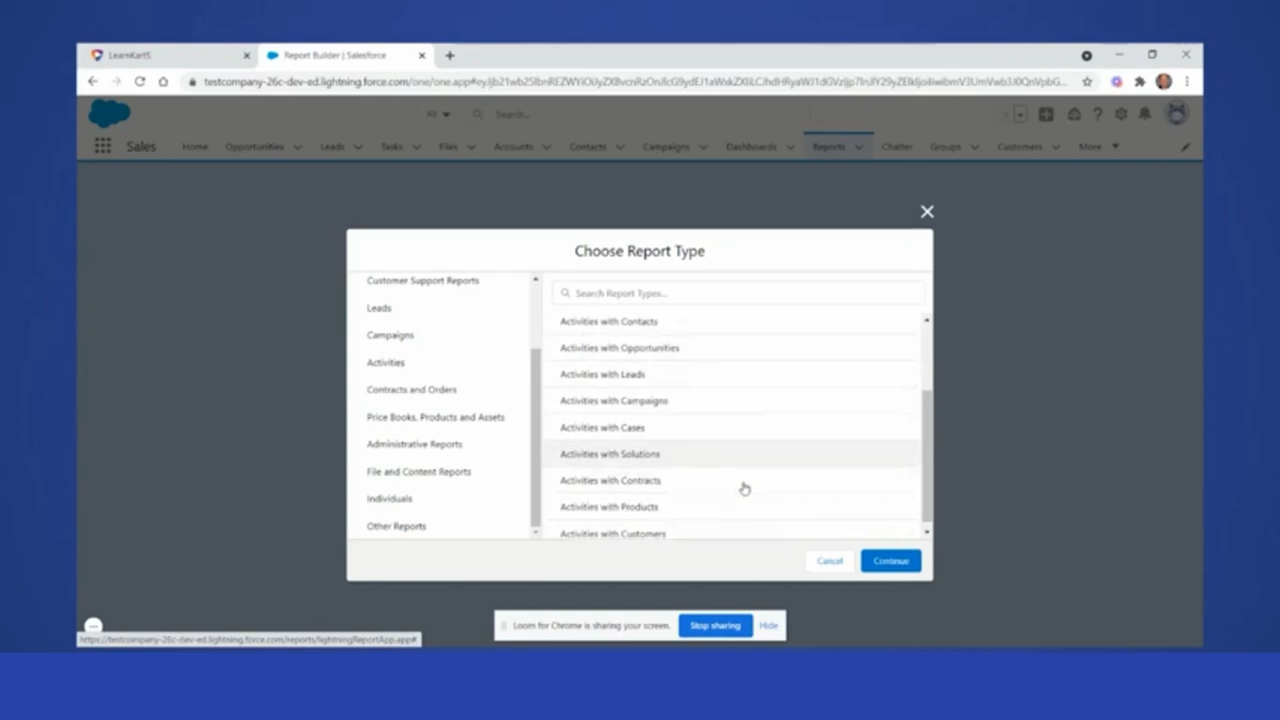 LearnKartS
Report Builder | Salesforce
All
Search...
Sales
Home
Opportunities
Leads
Tasks
Files
Accounts
Contacts
Campaigns
Dashboards
Reports
Chatter
Groups
Customers
More
Choose Report Type
Customer Support Reports
Leads
Campaigns
Activities
Contracts and Orders
Price Books, Products and Assets
Administrative Reports
File and Content Reports
Individuals
Other Reports
Search Report Types...
Activities with Contacts
Activities with Opportunities
Activities with Leads
Activities with Campaigns
Activities with Cases
Activities with Solutions
Activities with Contracts
Activities with Products
Activities with Customers
Cancel
Continue
Loom for Chrome is sharing your screen.
Stop sharing
Hide
https://testcompany-26c-dev-ed.lightning.force.com/reports/lightningReportApp.app#